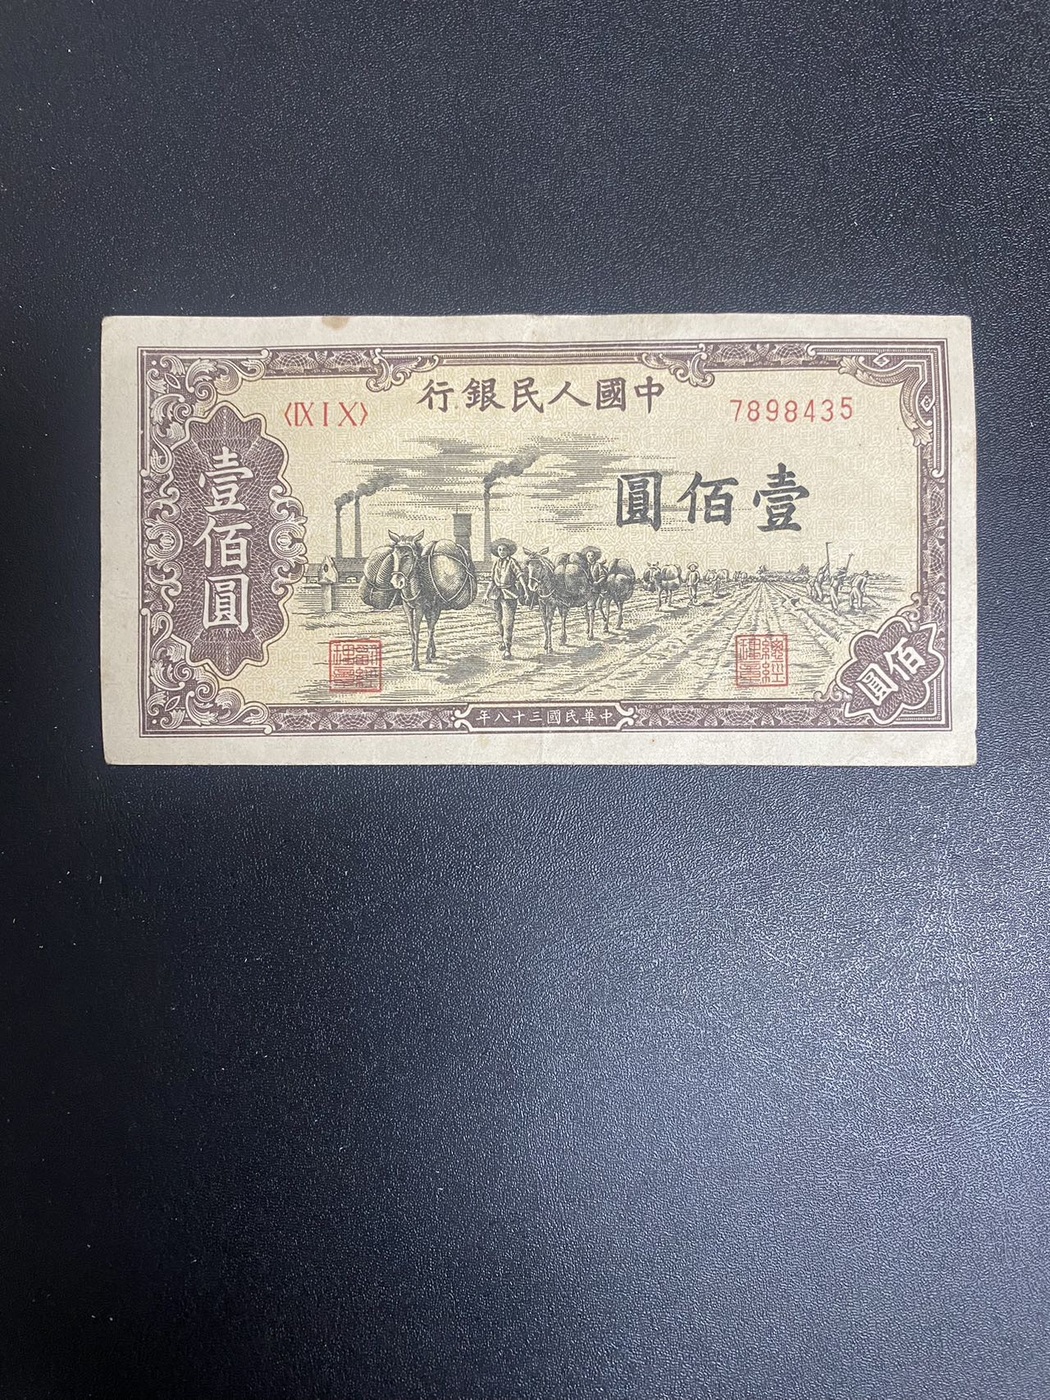 中國人民銀行
〈IX I X〉
7898435
壹佰圓
壹佰圓
佰圓
中華民國三十八年